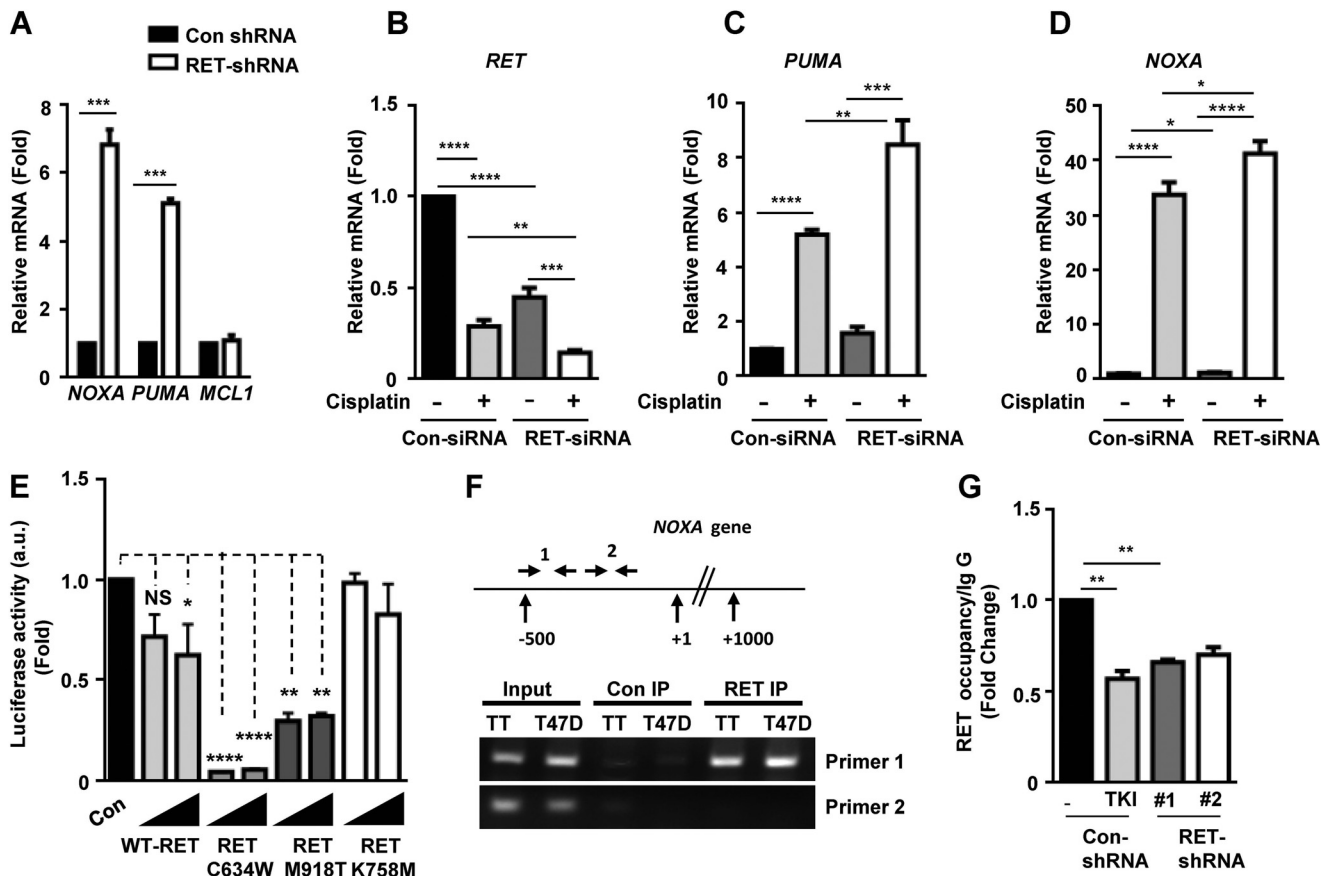 A
Con shRNA
RET-shRNA
Relative mRNA (Fold)
8
6
4
2
0
***
***
NOXA PUMA MCL1
B
RET
Relative mRNA (Fold)
1.5
1.0
0.5
0
****
****
**
***
Cisplatin - + - +
Con-siRNA RET-siRNA
C
PUMA
Relative mRNA (Fold)
10
8
6
4
2
0
***
**
****
Cisplatin - + - +
Con-siRNA RET-siRNA
D
NOXA
Relative mRNA (Fold)
50
40
30
20
10
0
*
*
****
****
Cisplatin - + - +
Con-siRNA RET-siRNA
E
Luciferase activity (a.u.)
(Fold)
1.5
1.0
0.5
0
NS
*
****
****
**
**
Con
WT-RET
RET
C634W
RET
M918T
RET
K758M
F
NOXA gene
1 2
-500 +1 +1000
Input Con IP RET IP
TT T47D TT T47D TT T47D
Primer 1
Primer 2
G
RET occupancy/Ig G
(Fold Change)
1.5
1.0
0.5
0
**
**
- TKI #1 #2
Con-
shRNA
RET-
shRNA